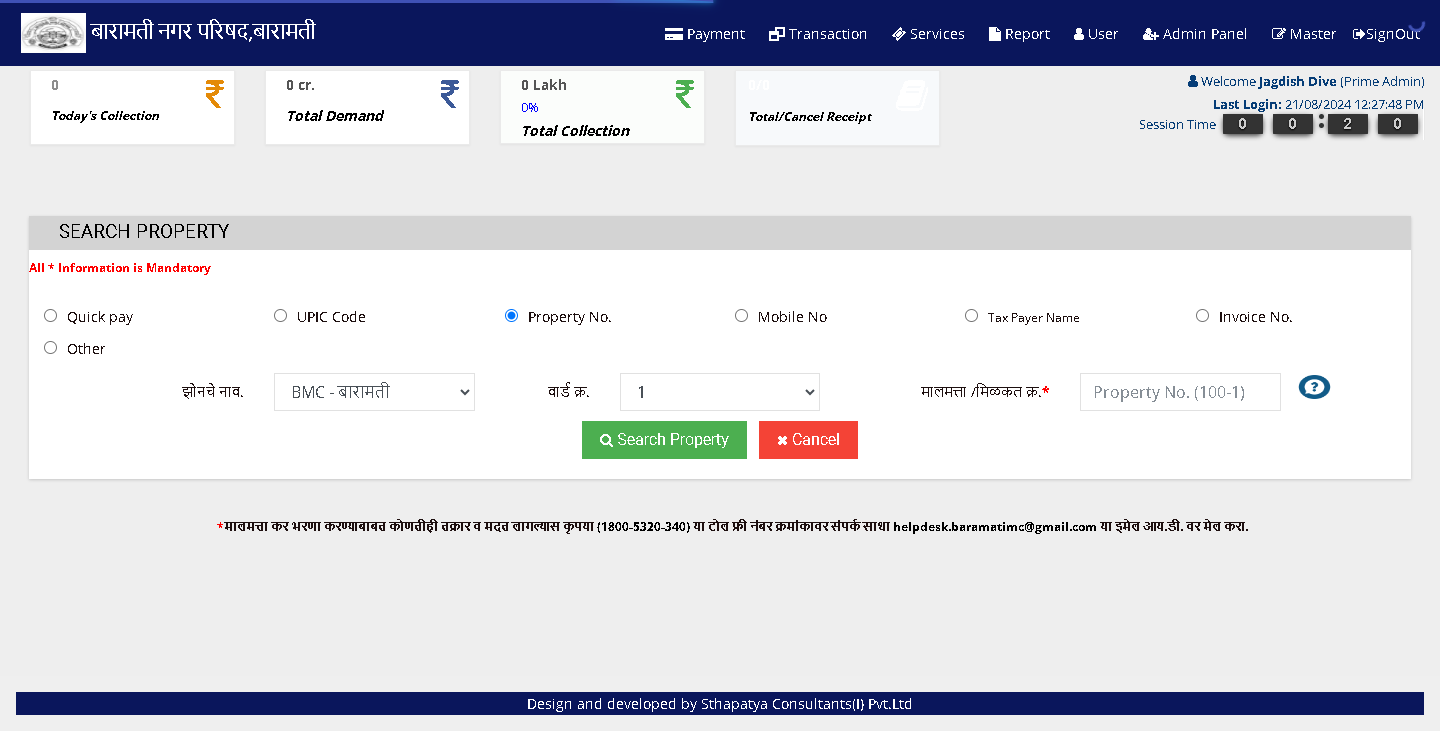 बारामती नगर परिषद,बारामती
Payment Transaction Services Report User Admin Panel Master SignOut
0
Today's Collection
0 cr.
Total Demand
0 Lakh
0%
Total Collection
0/0
Total/Cancel Receipt
Welcome Jagdish Dive (Prime Admin)
Last Login: 21/08/2024 12:27:48 PM
Session Time 0 0 : 2 0
SEARCH PROPERTY
All * Information is Mandatory
Quick pay UPIC Code Property No. Mobile No Tax Payer Name Invoice No.
Other
झोनचे नाव. BMC - बारामती वार्ड क्र. 1 मालमत्ता /मिळकत क्र.* Property No. (100-1)
Search Property Cancel
*मालमत्ता कर भरणा करण्याबाबत कोणतीही तक्रार व मदत लागल्यास कृपया (1800-5320-340) या टोल फ्री नंबर क्रमांकावर संपर्क साधा helpdesk.baramatimc@gmail.com या इमेल आय.डी. वर मेल करा.
Design and developed by Sthapatya Consultants(I) Pvt.Ltd